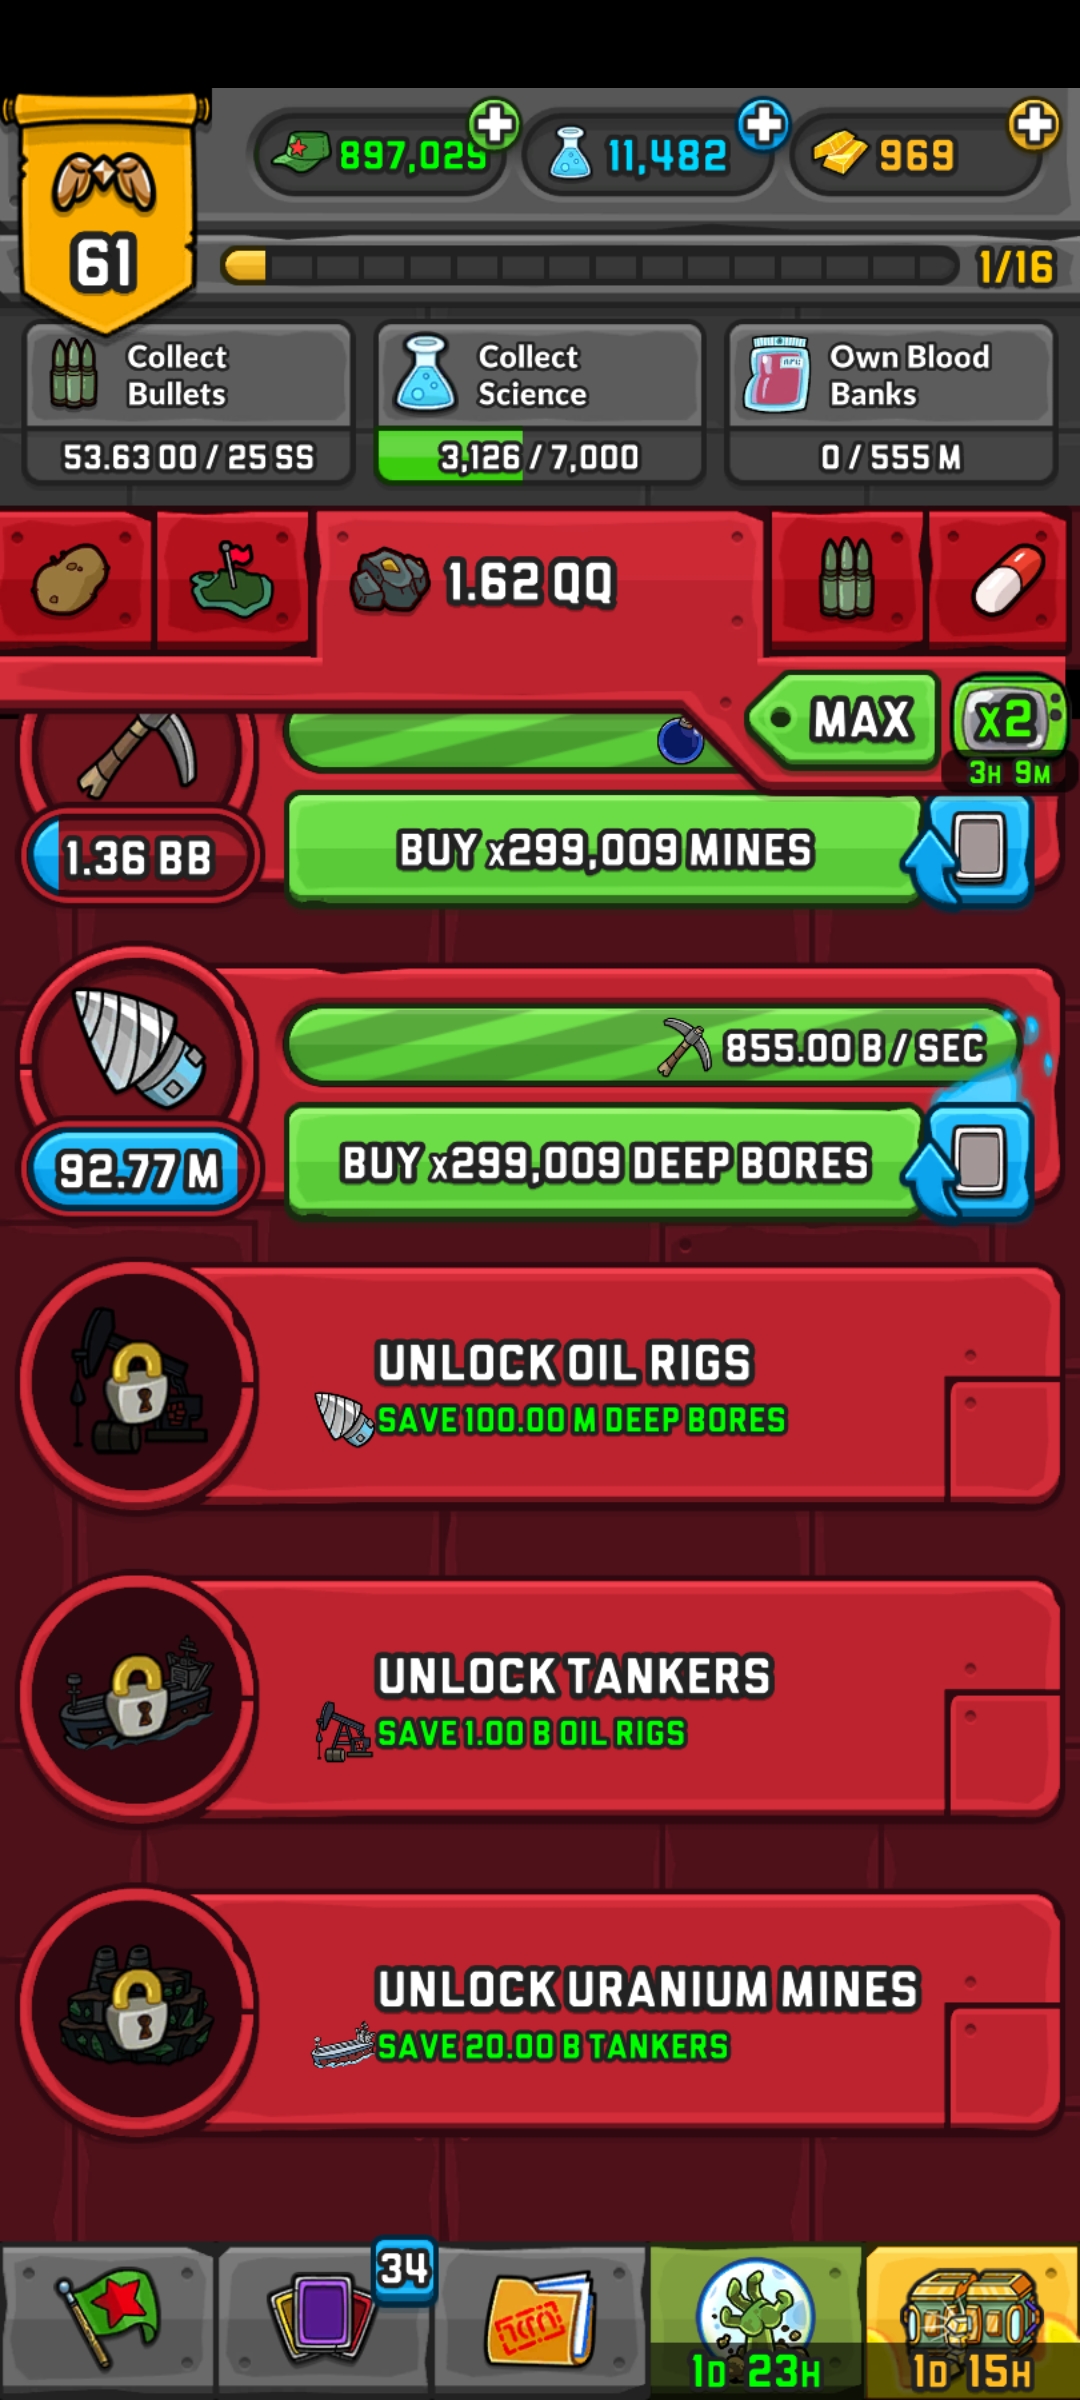 897,029
11,482
969
61
1/16
Collect
Bullets
Collect
Science
Own Blood
Banks
53.63 OO / 25 SS
3,126 / 7,000
0 / 555 M
1.62 QQ
MAX
x2
3H 9M
1.36 BB
BUY x299,009 MINES
855.00 B / SEC
92.77 M
BUY x299,009 DEEP BORES
UNLOCK OIL RIGS
SAVE 100.00 M DEEP BORES
UNLOCK TANKERS
SAVE 1.00 B OIL RIGS
UNLOCK URANIUM MINES
SAVE 20.00 B TANKERS
34
1D 23H
1D 15H